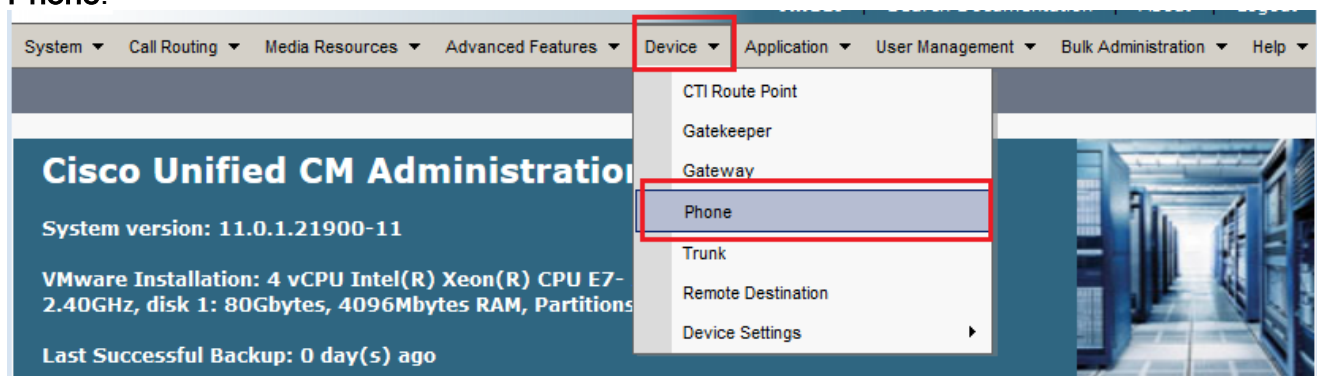 Phone.
System Call Routing Media Resources Advanced Features Device Application User Management Bulk Administration Help
CTI Route Point
Gatekeeper
Gateway
Phone
Trunk
Remote Destination
Device Settings
Cisco Unified CM Administration
System version: 11.0.1.21900-11
VMware Installation: 4 vCPU Intel(R) Xeon(R) CPU E7-
2.40GHz, disk 1: 80Gbytes, 4096Mbytes RAM, Partitions
Last Successful Backup: 0 day(s) ago